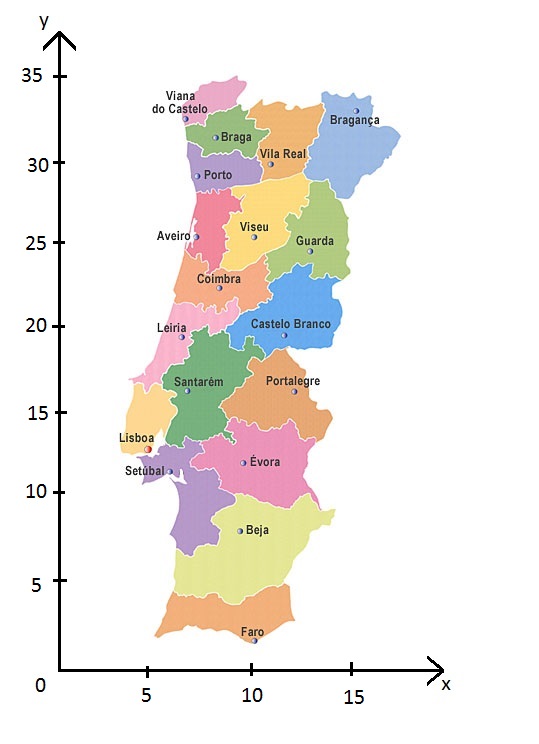 y
35
Viana
do Castelo
Bragança
Braga
Vila Real
30
Porto
Viseu
Aveiro
Guarda
25
Coimbra
Castelo Branco
20
Leiria
Santarém
Portalegre
15
Lisboa
Évora
Setúbal
10
Beja
5
Faro
0
x
5
10
15